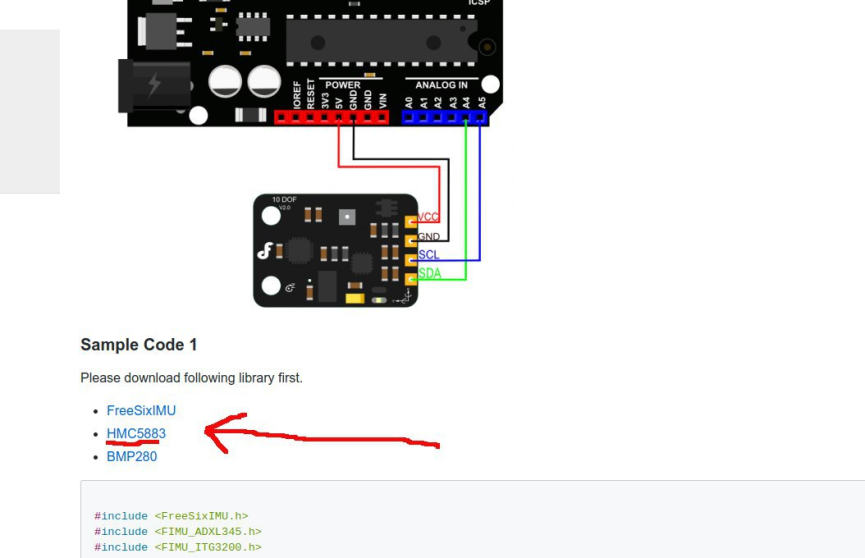 ICSP
POWER
ANALOG IN
IOREF
RESET
3V3
5V
GND
GND
VIN
A0
A1
A2
A3
A4
A5
10 DOF
V2.0
VCC
GND
SCL
SDA
Sample Code 1
Please download following library first.
FreeSixIMU
HMC5883
BMP280
#include <FreeSixIMU.h>
#include <FIMU_ADXL345.h>
#include <FIMU_ITG3200.h>